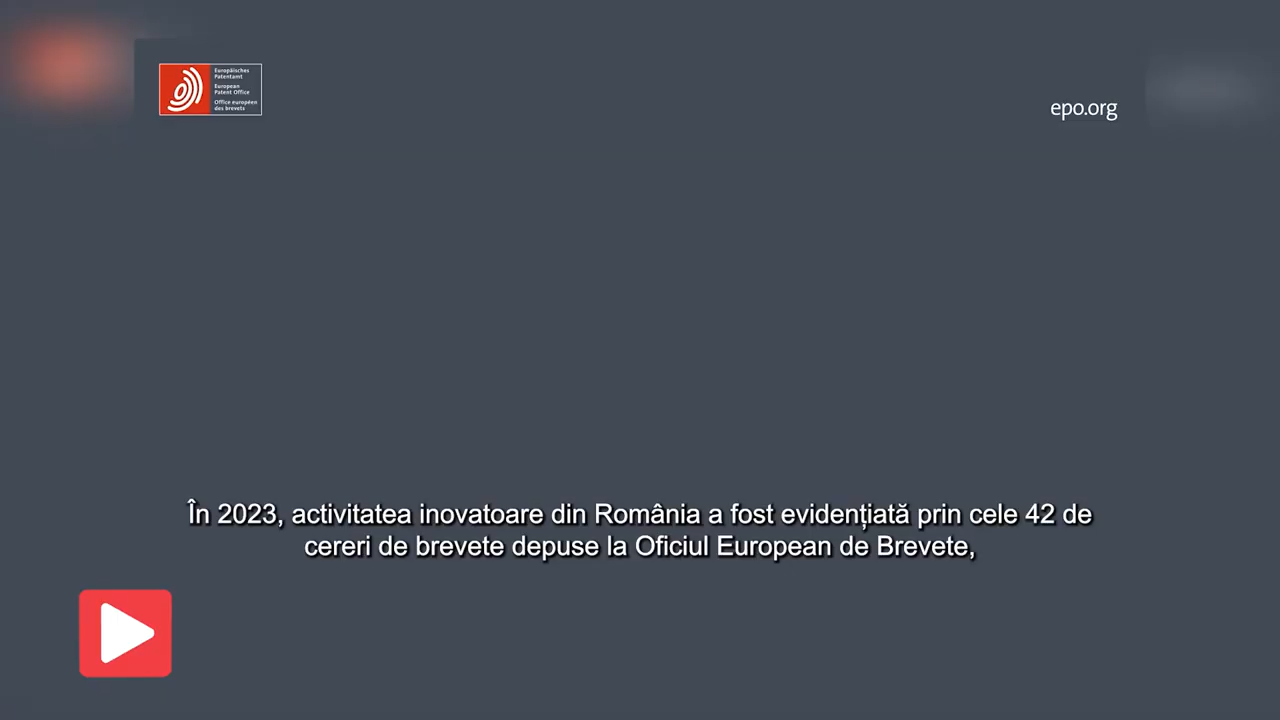 Europäisches
Patentamt
European
Patent Office
Office européen
des brevets
epo.org
În 2023, activitatea inovatoare din România a fost evidențiată prin cele 42 de
cereri de brevete depuse la Oficiul European de Brevete,